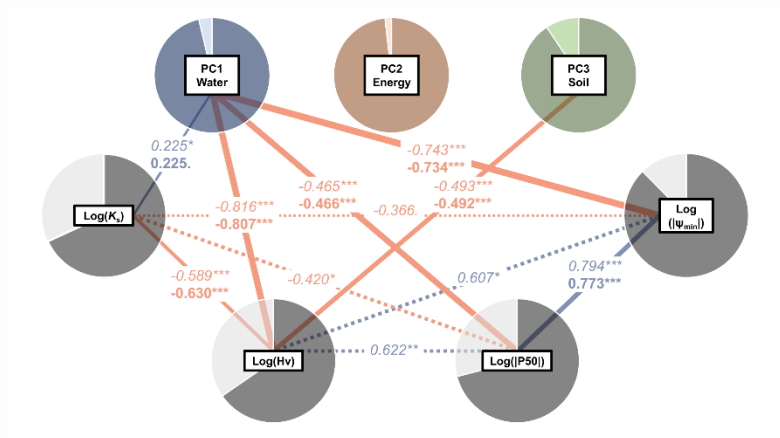 PC1
Water
PC2
Energy
PC3
Soil
0.225*
0.225.
-0.743***
-0.734***
-0.465***
-0.466***
-0.493***
-0.492***
-0.816***
-0.807***
-0.366.
Log(Kₛ)
Log
(|Ψmin|)
-0.589***
-0.630***
-0.420*
0.607*
0.794***
0.773***
0.622**
Log(Hv)
Log(|P50|)